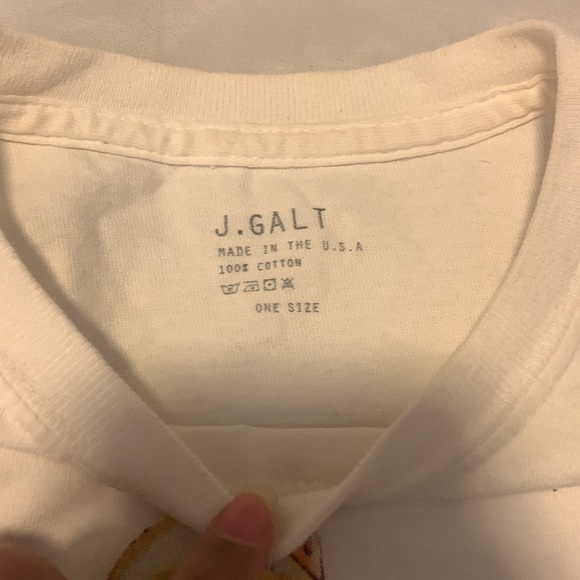 J.GALT
MADE IN THE U.S.A
100% COTTON
ONE SIZE